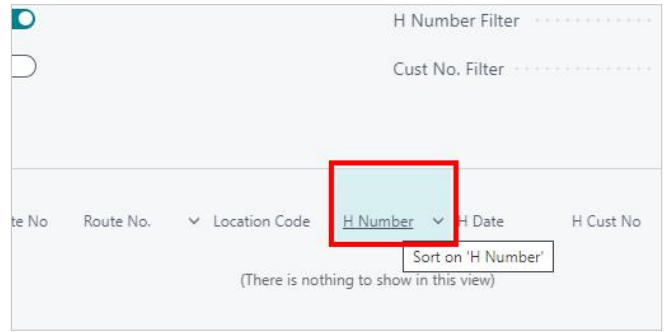 H Number Filter
Cust No. Filter
te No Route No. Location Code H Number H Date H Cust No
Sort on 'H Number'
(There is nothing to show in this view)